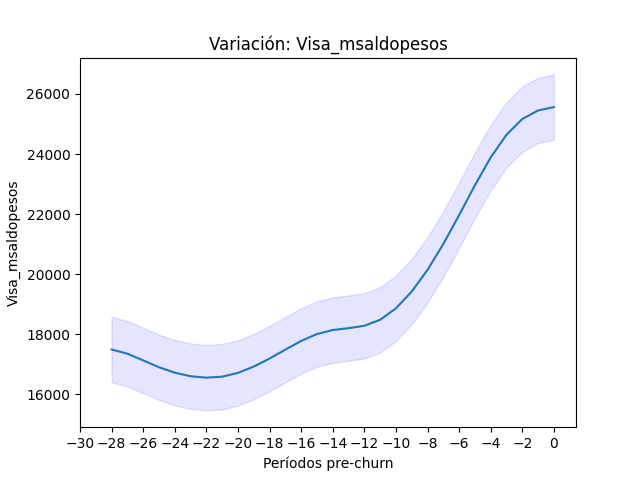 Variación: Visa_msaldopesos
Visa_msaldopesos
26000
24000
22000
20000
18000
16000
−30 −28 −26 −24 −22 −20 −18 −16 −14 −12 −10 −8 −6 −4 −2 0
Períodos pre-churn